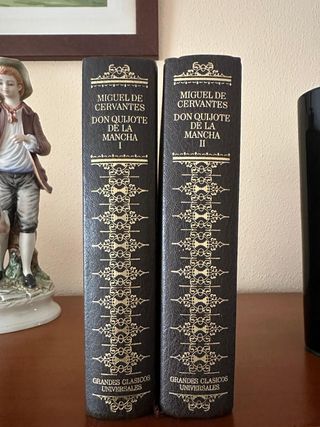 MIGUEL DE
CERVANTES
DON QUIJOTE
DE LA
MANCHA
I
GRANDES CLASICOS
UNIVERSALES
MIGUEL DE
CERVANTES
DON QUIJOTE
DE LA
MANCHA
II
GRANDES CLASICOS
UNIVERSALES